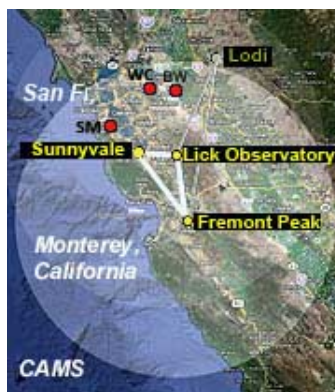 Lodi
WC BW
San Fr.
SM
Sunnyvale
Lick Observatory
Fremont Peak
Monterey,
California
CAMS